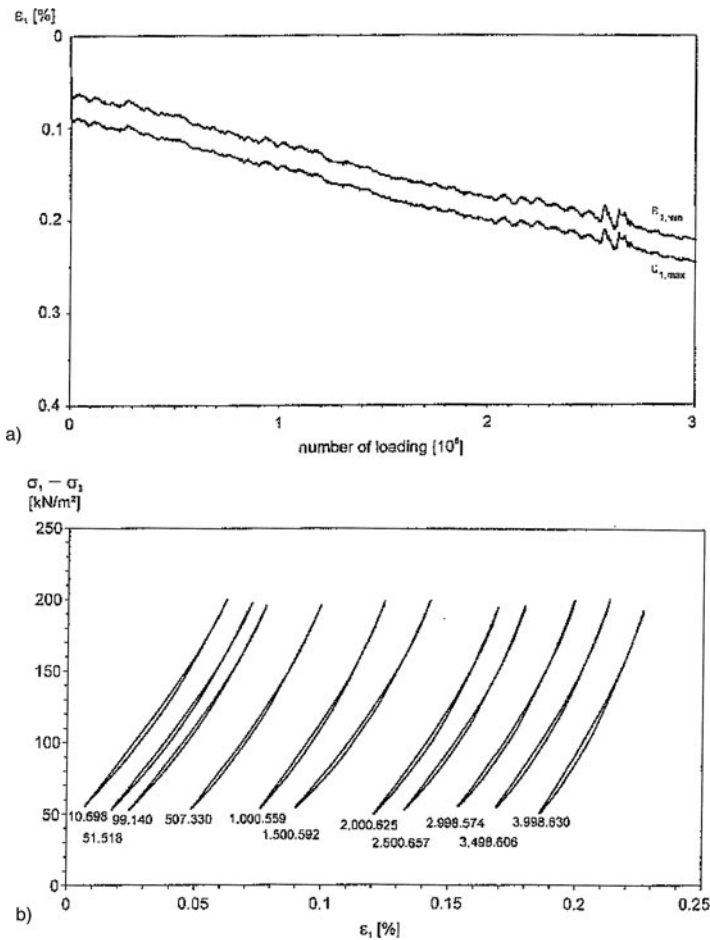 ε₁ [%]
0
0.1
0.2
0.3
0.4
ε₁,min
ε₁,max
0 1 2 3
a)
number of loading [10⁶]
σ₁ − σ₃
[kN/m²]
250
200
150
100
50
0
10.698 99.140 507.330 1,000.559 2,000.625 2.998.574 3.998.630
51.518 1.500.592 2.500.657 3,498.606
0 0.05 0.1 0.15 0.2 0.25
b)
ε₁ [%]